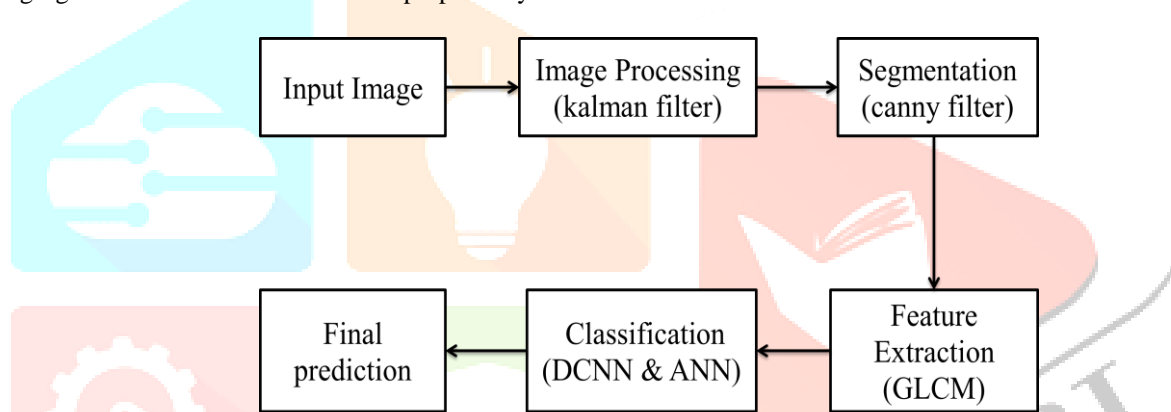 Input Image
Image Processing
(kalman filter)
Segmentation
(canny filter)
Feature
Extraction
(GLCM)
Classification
(DCNN & ANN)
Final
prediction